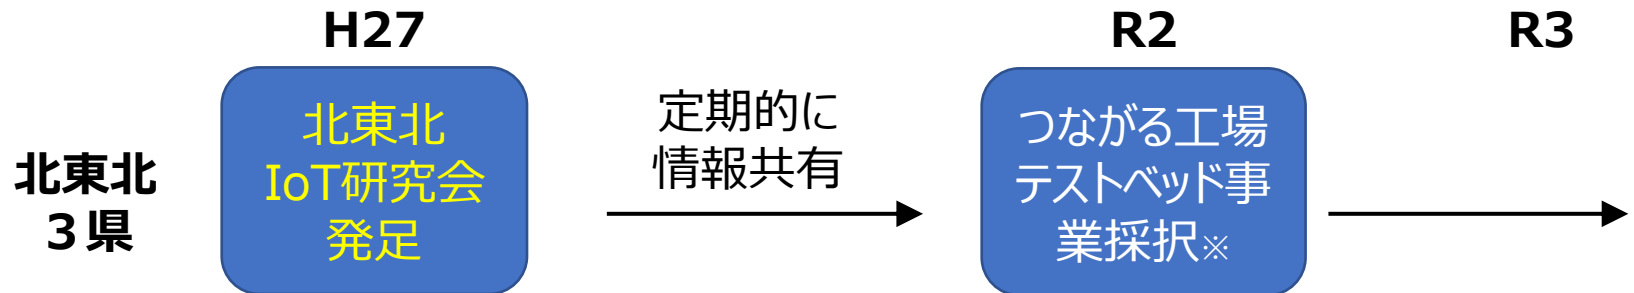 H27
R2
R3
北東北
３県
北東北
IoT研究会
発足
定期的に
情報共有
つながる工場
テストベッド事
業採択※